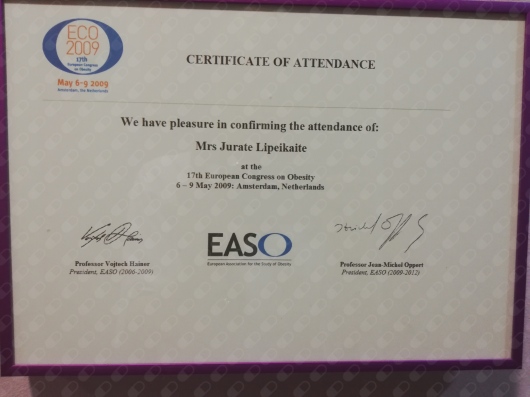 ECO
2009
17th
European Congress
on Obesity
May 6-9 2009
Amsterdam, the Netherlands
CERTIFICATE OF ATTENDANCE
We have pleasure in confirming the attendance of:
Mrs Jurate Lipeikaite
at the
17th European Congress on Obesity
6 – 9 May 2009: Amsterdam, Netherlands
EASO
European Association for the Study of Obesity
Professor Vojtech Hainer
President, EASO (2006-2009)
Professor Jean-Michel Oppert
President, EASO (2009-2012)